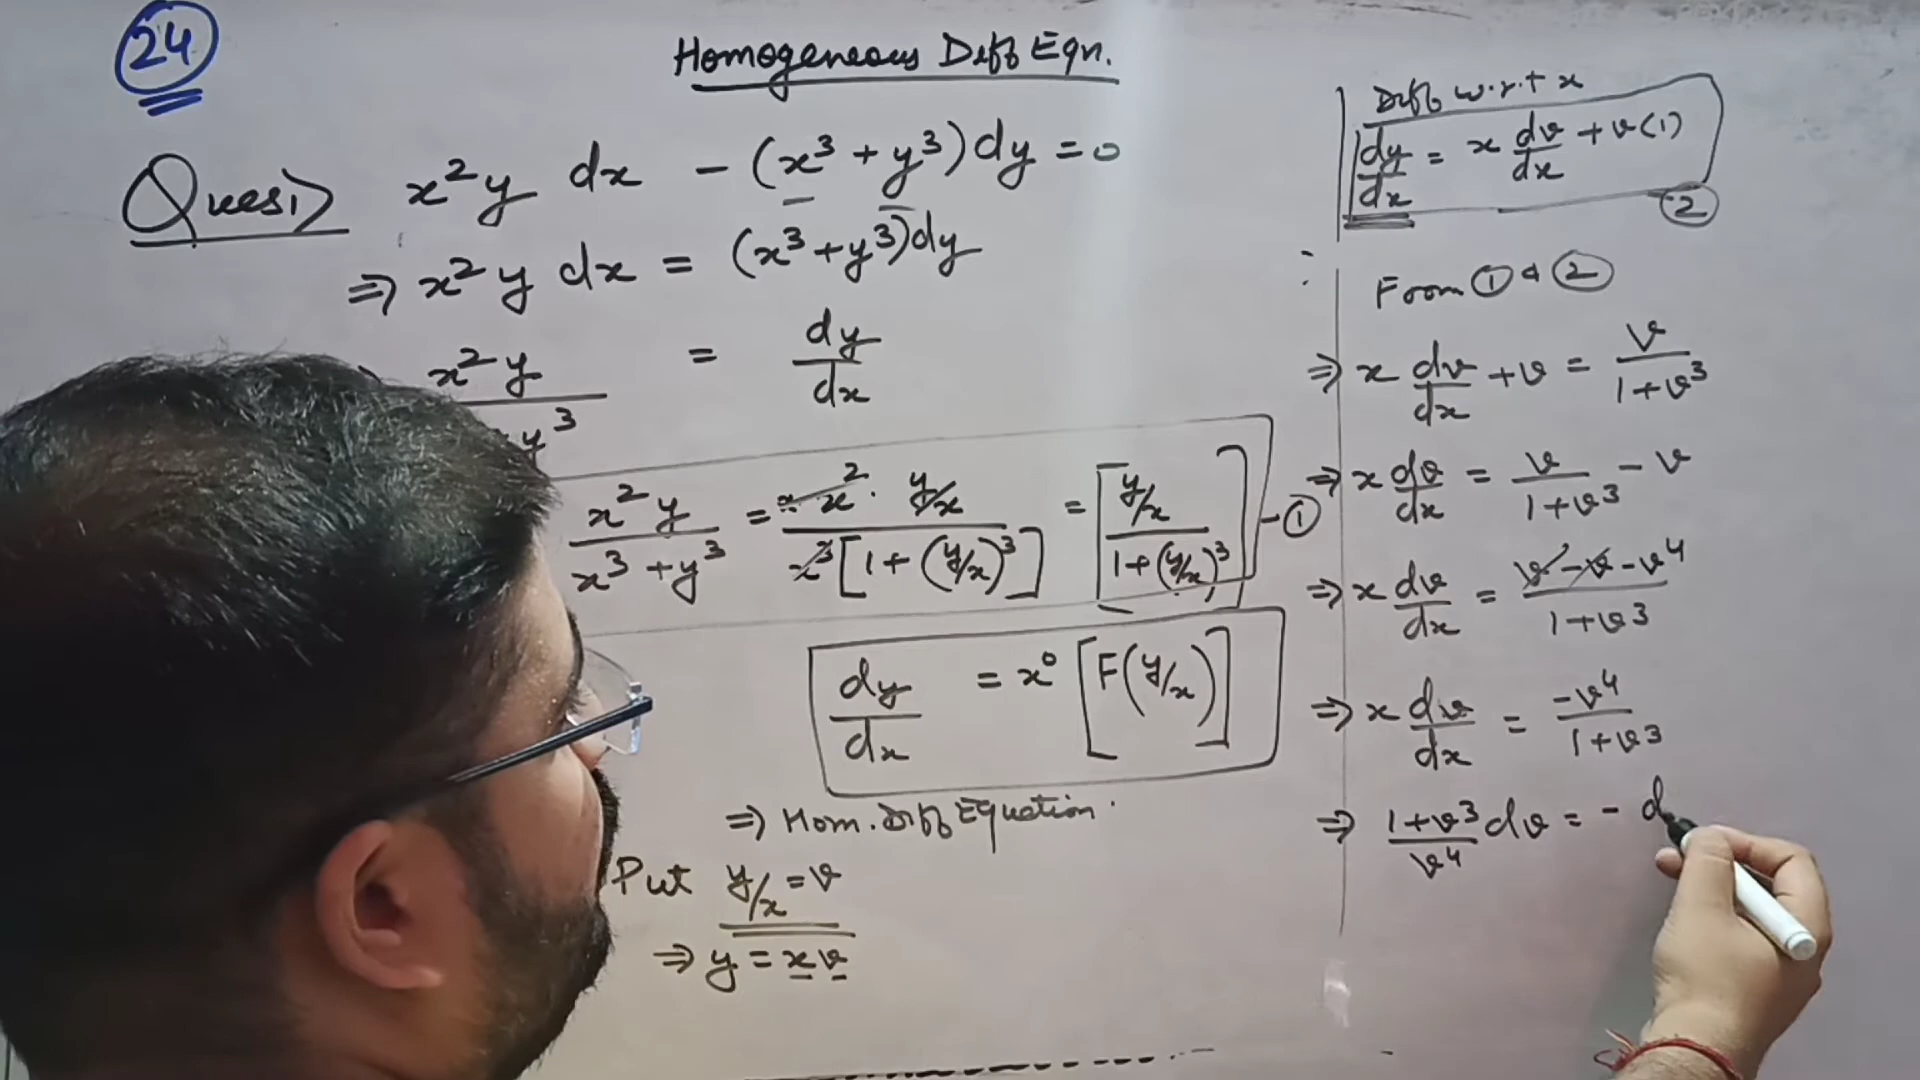 24
Homogeneous Diff Eqn.
Ques1) x²y dx - (x³ + y³)dy = 0
⇒ x²y dx = (x³+y³)dy
x²y / y³ = dy/dx
x²y / x³+y³ = x² · y/x / x³[1+(y/x)³] = [y/x / 1+(y/x)³] - ①
dy/dx = x⁰ [F(y/x)]
⇒ Hom. Diff Equation.
Put y/x = v
⇒ y = xv
Diff w.r.t x
dy/dx = x dv/dx + v(1)
②
From ① & ②
⇒ x dv/dx + v = v / 1+v³
⇒ x dv/dx = v / 1+v³ - v
⇒ x dv/dx = v - v - v⁴ / 1+v³
⇒ x dv/dx = -v⁴ / 1+v³
⇒ 1+v³ / v⁴ dv = - d